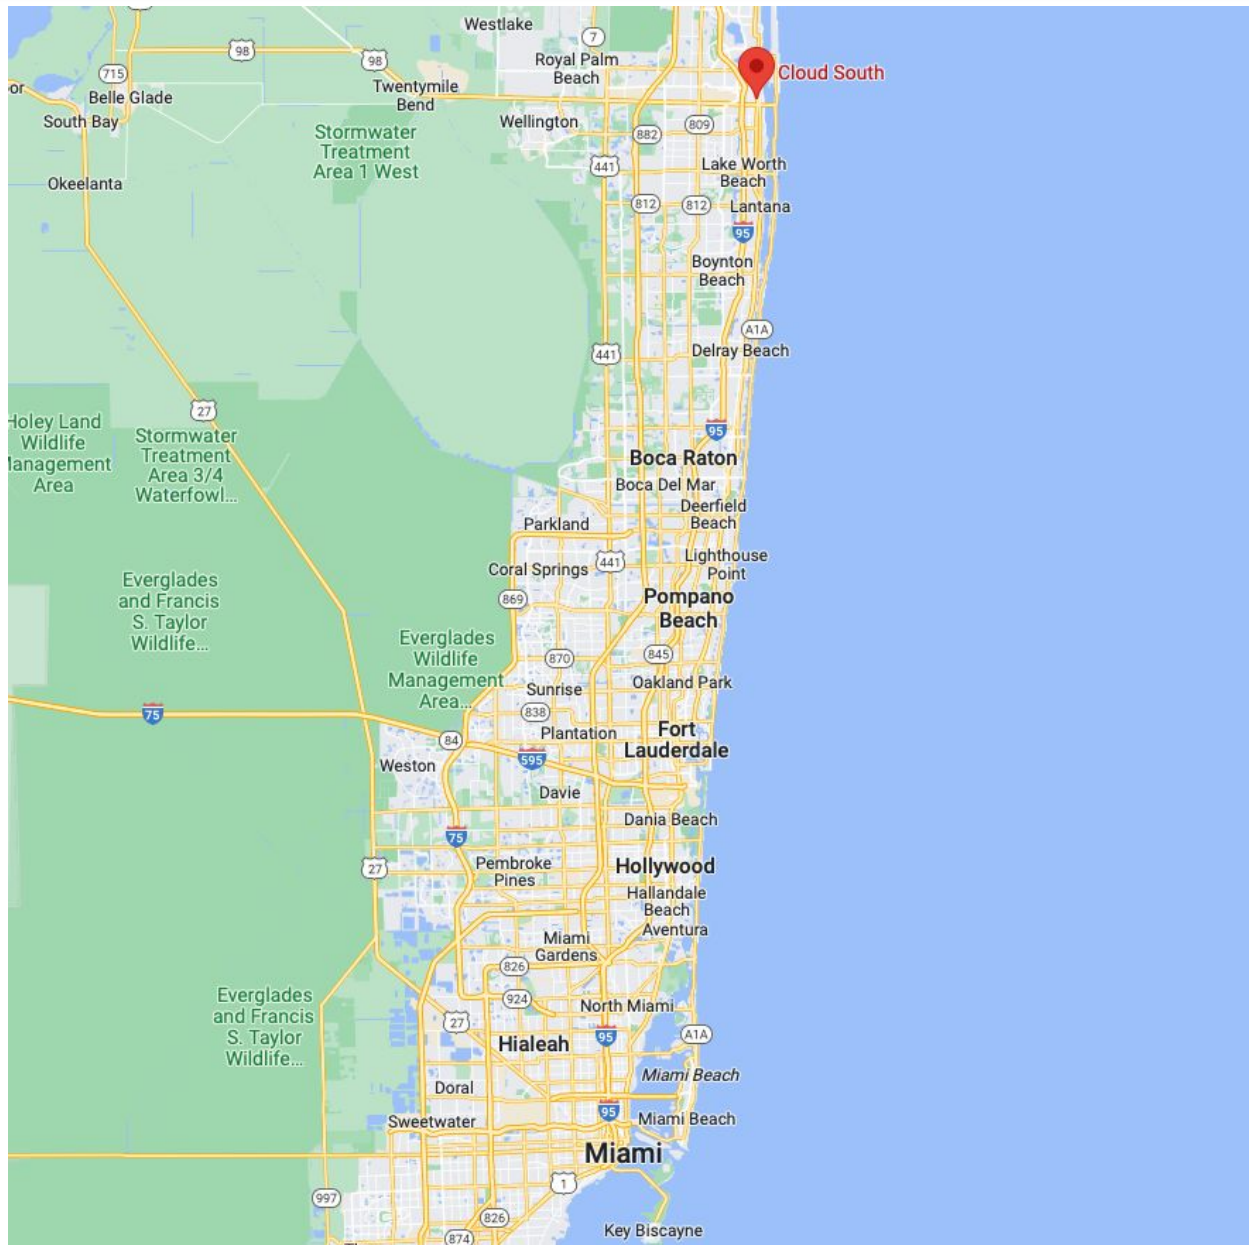 Westlake
7
98
Royal Palm
Beach
98
Cloud South
715
Twentymile
Bend
Belle Glade
South Bay
Wellington
Stormwater
Treatment
Area 1 West
882
809
441
Lake Worth
Beach
Okeelanta
812
812
Lantana
95
Boynton
Beach
A1A
441
Delray Beach
27
Holey Land
Wildlife
Management
Area
Stormwater
Treatment
Area 3/4
Waterfowl...
95
Boca Raton
Boca Del Mar
Deerfield
Beach
Parkland
Lighthouse
Point
Coral Springs
441
Everglades
and Francis
S. Taylor
Wildlife...
869
Pompano
Beach
Everglades
Wildlife
Management
Area...
870
845
Sunrise
Oakland Park
75
838
84
Plantation
Fort
Lauderdale
595
Weston
Davie
Dania Beach
75
27
Pembroke
Pines
Hollywood
Hallandale
Beach
Aventura
Miami
Gardens
826
Everglades
and Francis
S. Taylor
Wildlife...
924
North Miami
27
95
A1A
Hialeah
Miami Beach
Doral
95
Sweetwater
Miami Beach
Miami
1
997
826
874
Key Biscayne